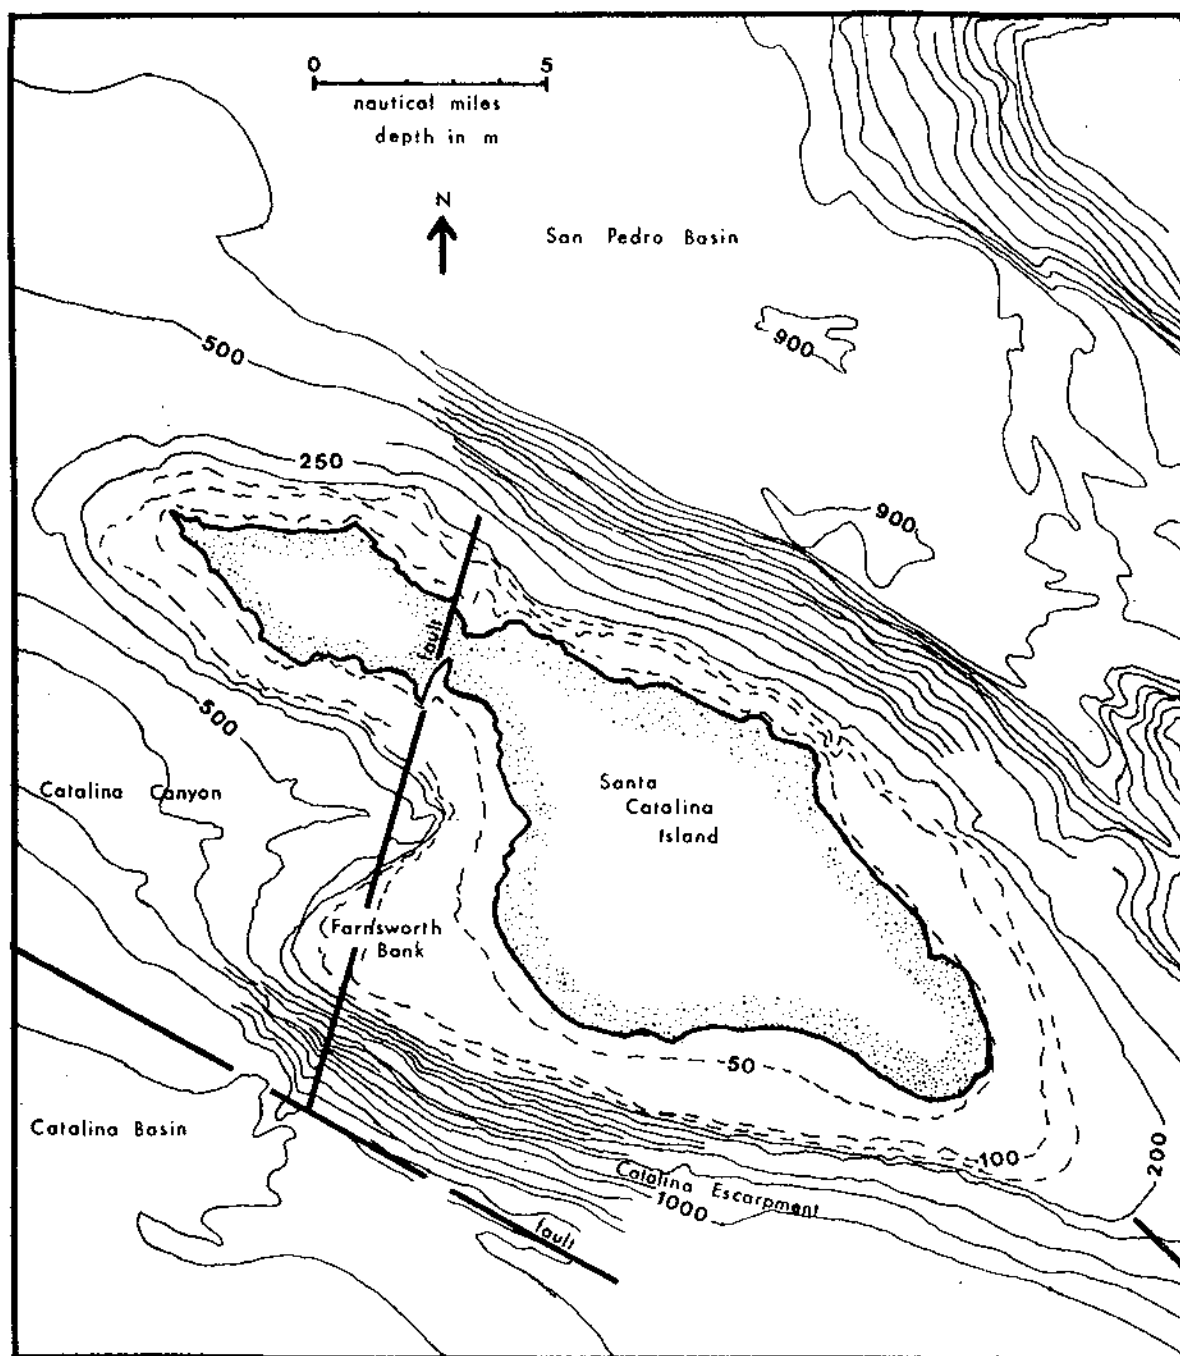 0 5
nautical miles
depth in m
N
San Pedro Basin
500
900
250
900
fault
500
Catalina Canyon
Santa
Catalina
Island
Farnsworth
Bank
50
Catalina Basin
100
200
Catalina Escarpment
1000
fault